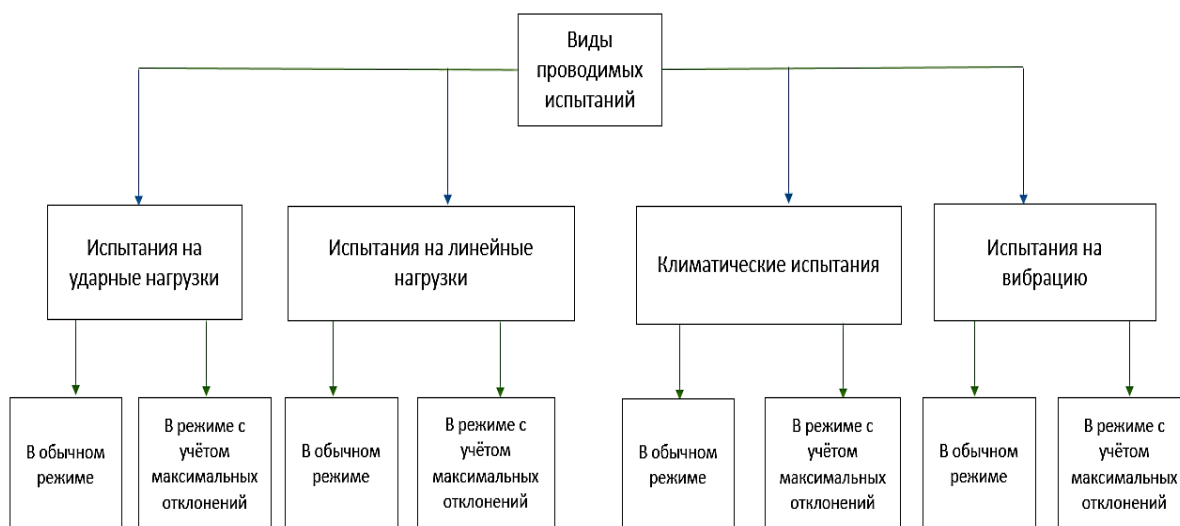 Виды
проводимых
испытаний
Испытания на
ударные нагрузки
Испытания на линейные
нагрузки
Климатические испытания
Испытания на
вибрацию
В обычном
режиме
В режиме с
учётом
максимальных
отклонений
В обычном
режиме
В режиме с
учётом
максимальных
отклонений
В обычном
режиме
В режиме с
учётом
максимальных
отклонений
В обычном
режиме
В режиме с
учётом
максимальных
отклонений